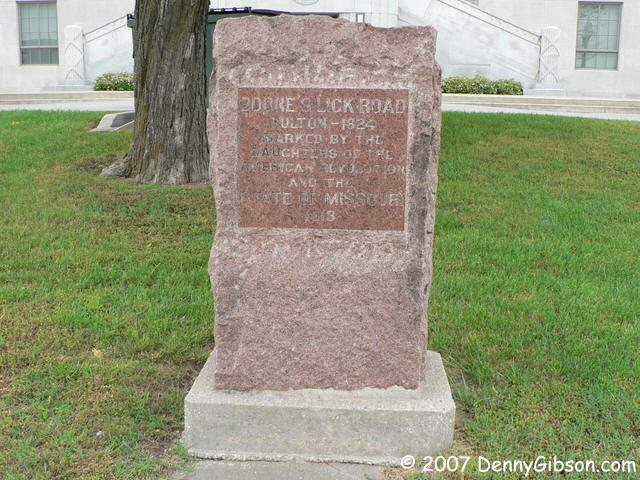 BOONE'S LICK ROAD
FULTON - 1824
MARKED BY THE
DAUGHTERS OF THE
AMERICAN REVOLUTION
AND THE
STATE OF MISSOURI
1913
© 2007 DennyGibson.com